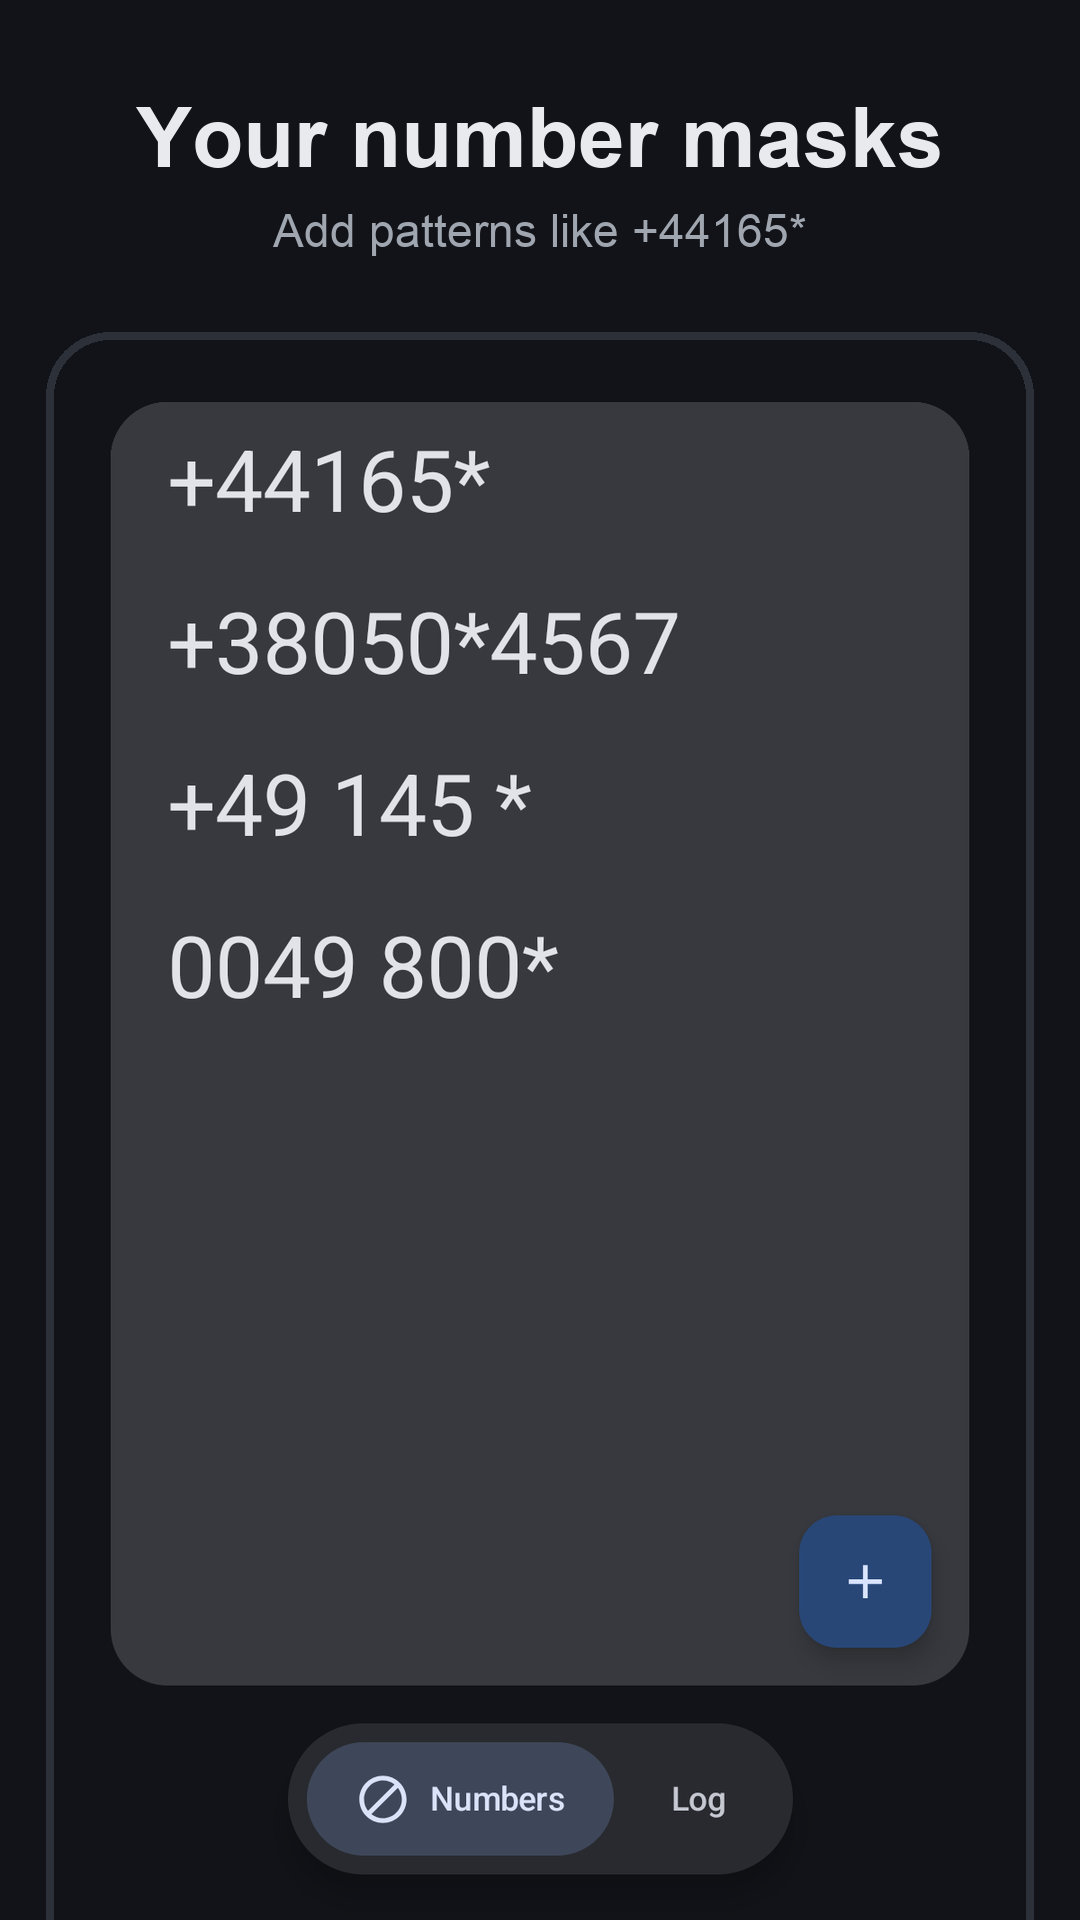 Your number masks
Add patterns like +44165*
+44165*
+38050*4567
+49 145 *
0049 800*
+
Numbers
Log